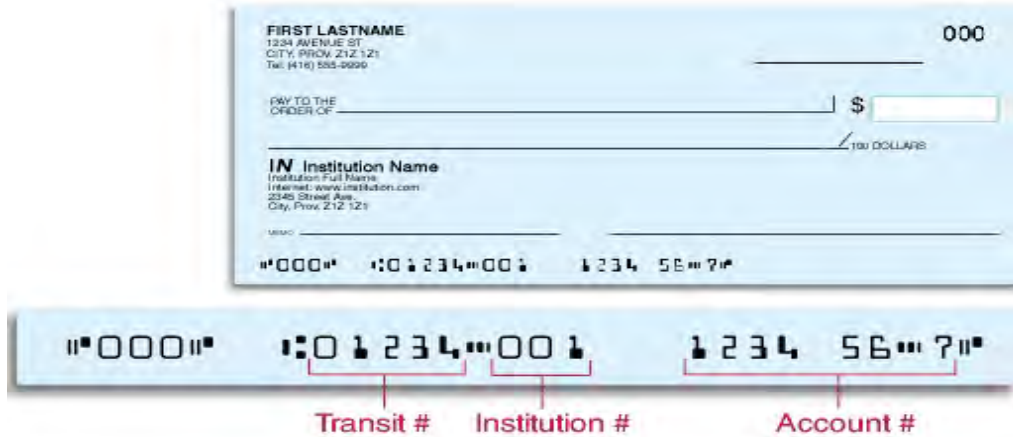 FIRST LASTNAME
000
1234 AVENUE ST
CITY, PROV. Z1Z 1Z1
Tel: (416) 555-9999
PAY TO THE
ORDER OF
$
/100 DOLLARS
IN Institution Name
Institution Full Name
Internet: www.institution.com
2345 Street Ave.
City, Prov. Z1Z 1Z1
MEMO
⑈000⑈ ⑆01234⑉001 1234 56⑉7⑈
⑈000⑈ ⑆01234⑉001 1234 56⑉7⑈
Transit # Institution # Account #